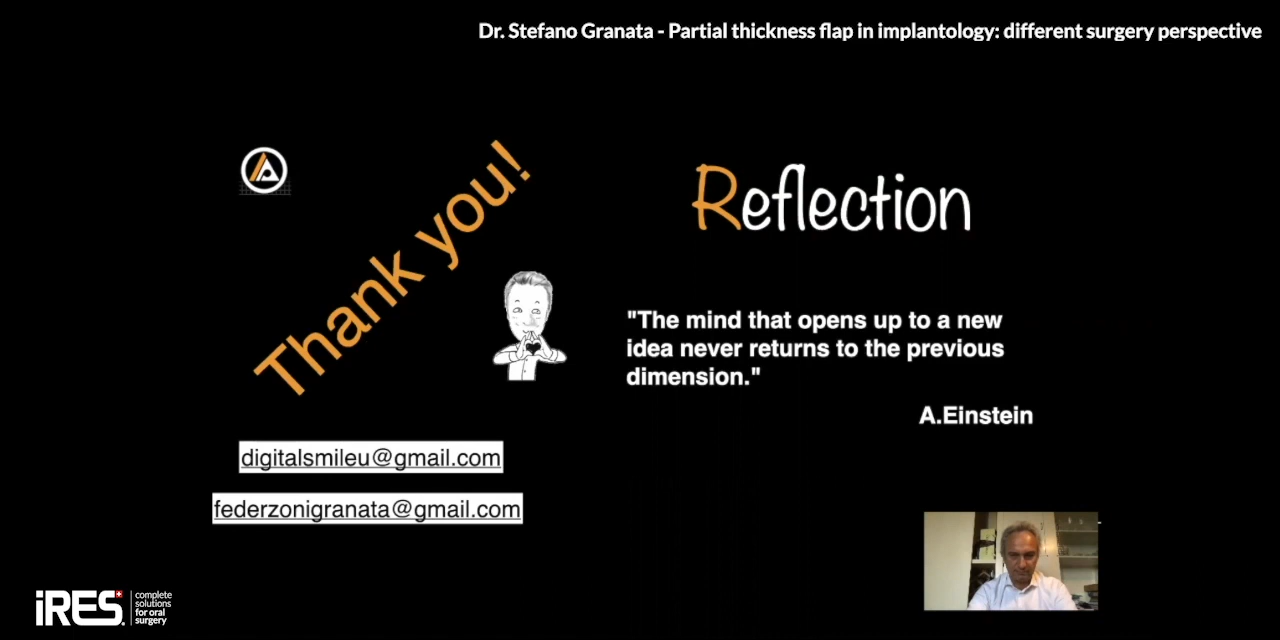 Dr. Stefano Granata - Partial thickness flap in implantology: different surgery perspective
Thank you!
Reflection
"The mind that opens up to a new
idea never returns to the previous
dimension."
A.Einstein
digitalsmileu@gmail.com
federzonigranata@gmail.com
iRES
complete
solutions
for oral
surgery